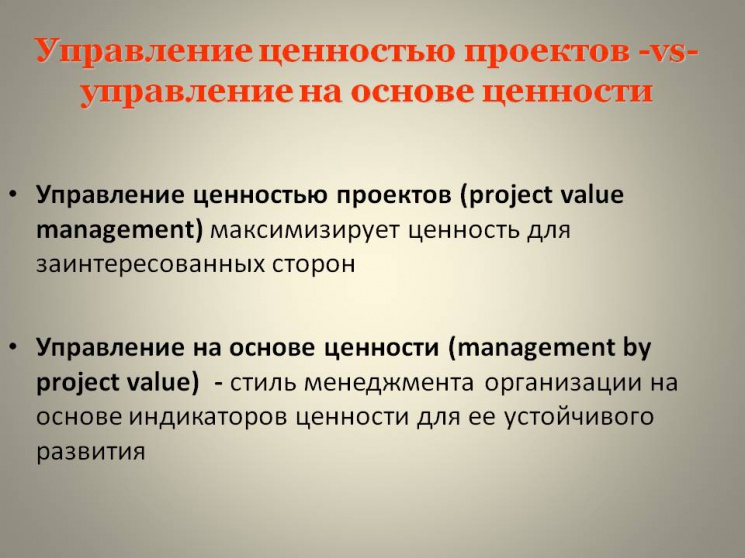 Управление ценностью проектов -vs-
управление на основе ценности
• Управление ценностью проектов (project value
management) максимизирует ценность для
заинтересованных сторон
• Управление на основе ценности (management by
project value) - стиль менеджмента организации на
основе индикаторов ценности для ее устойчивого
развития